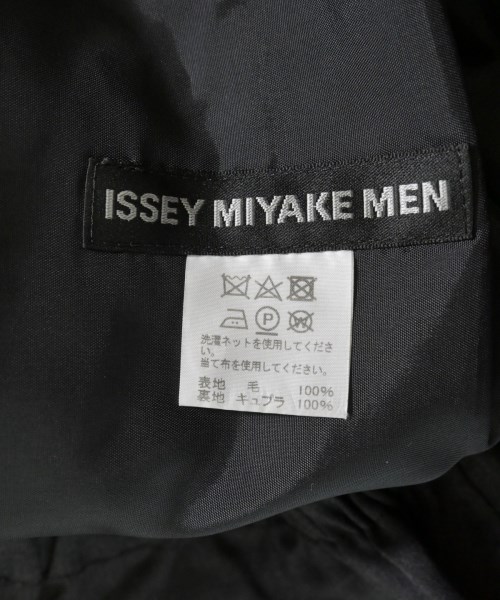 ISSEY MIYAKE MEN
P W
洗濯ネットを使用してくださ
い。
当て布を使用してください。
表地 毛 100%
裏地 キュプラ 100%